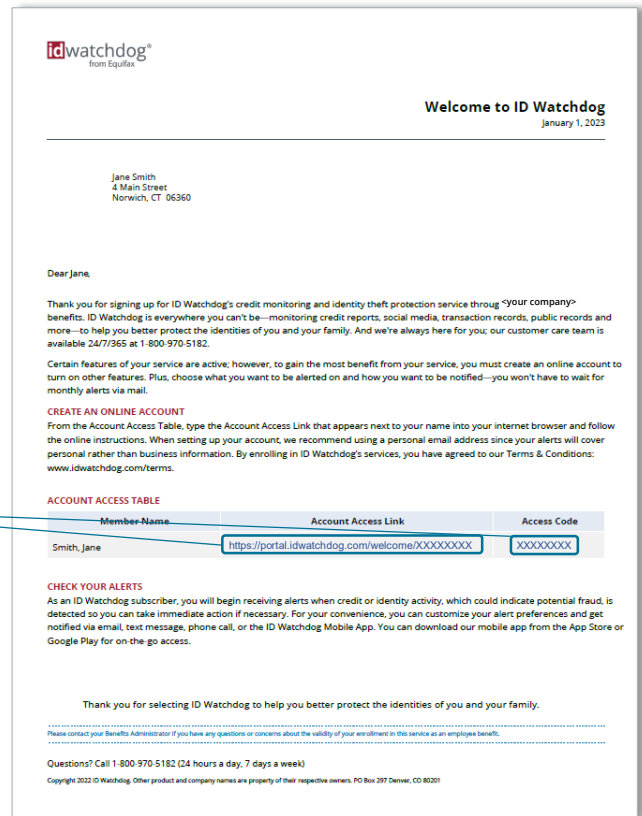 idwatchdog®
from Equifax
Welcome to ID Watchdog
January 1, 2023
Jane Smith
4 Main Street
Norwich, CT 06360
Dear Jane,
Thank you for signing up for ID Watchdog's credit monitoring and identity theft protection service throug <your company>
benefits. ID Watchdog is everywhere you can't be—monitoring credit reports, social media, transaction records, public records and
more—to help you better protect the identities of you and your family. And we're always here for you; our customer care team is
available 24/7/365 at 1-800-970-5182.
Certain features of your service are active; however, to gain the most benefit from your service, you must create an online account to
turn on other features. Plus, choose what you want to be alerted on and how you want to be notified—you won't have to wait for
monthly alerts via mail.
CREATE AN ONLINE ACCOUNT
From the Account Access Table, type the Account Access Link that appears next to your name into your internet browser and follow
the online instructions. When setting up your account, we recommend using a personal email address since your alerts will cover
personal rather than business information. By enrolling in ID Watchdog's services, you have agreed to our Terms & Conditions:
www.idwatchdog.com/terms.
ACCOUNT ACCESS TABLE
Member Name Account Access Link Access Code
Smith, Jane https://portal.idwatchdog.com/welcome/XXXXXXXX XXXXXXXX
CHECK YOUR ALERTS
As an ID Watchdog subscriber, you will begin receiving alerts when credit or identity activity, which could indicate potential fraud, is
detected so you can take immediate action if necessary. For your convenience, you can customize your alert preferences and get
notified via email, text message, phone call, or the ID Watchdog Mobile App. You can download our mobile app from the App Store or
Google Play for on-the-go access.
Thank you for selecting ID Watchdog to help you better protect the identities of you and your family.
Please contact your Benefits Administrator if you have any questions or concerns about the validity of your enrollment in this service as an employee benefit.
Questions? Call 1-800-970-5182 (24 hours a day, 7 days a week)
Copyright 2022 ID Watchdog. Other product and company names are property of their respective owners. PO Box 297 Denver, CO 80201